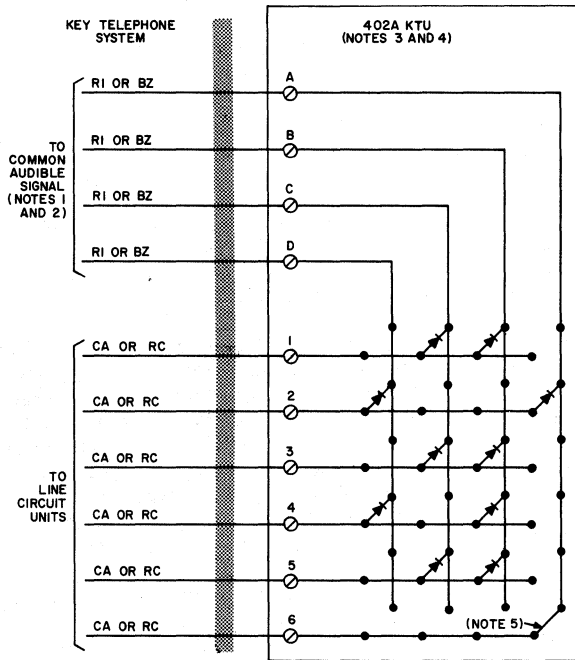 KEY TELEPHONE
SYSTEM
402A KTU
(NOTES 3 AND 4)
A
RI OR BZ
B
RI OR BZ
TO
COMMON
AUDIBLE
SIGNAL
(NOTES I
AND 2)
C
RI OR BZ
D
RI OR BZ
1
CA OR RC
2
CA OR RC
3
CA OR RC
TO
LINE
CIRCUIT
UNITS
4
CA OR RC
5
CA OR RC
6
CA OR RC
(NOTE 5)